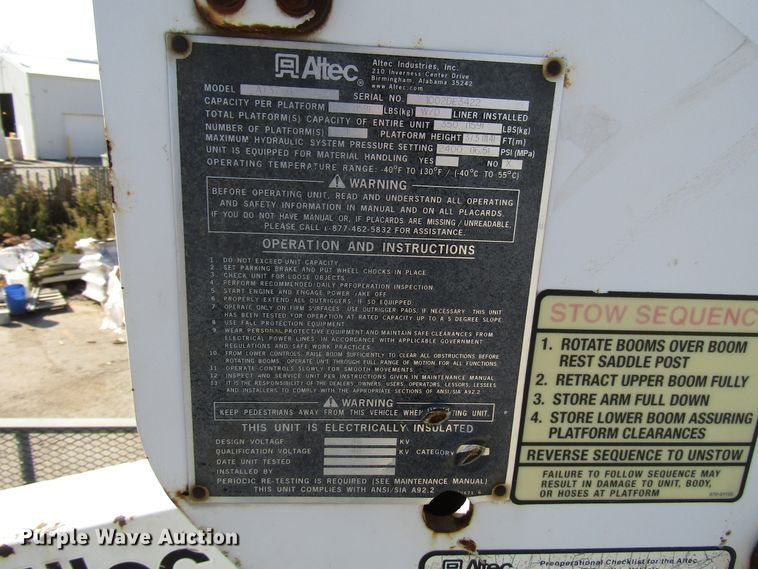 Altec
Altec Industries, Inc.
210 Inverness Center Drive
Birmingham, Alabama 35242
www.Altec.com
MODEL
SERIAL NO. 1002DE3422
CAPACITY PER PLATFORM LBS(kg) W/O LINER INSTALLED
TOTAL PLATFORM(S) CAPACITY OF ENTIRE UNIT 350 (159) LBS(kg)
NUMBER OF PLATFORM(S) PLATFORM HEIGHT FT(m)
MAXIMUM HYDRAULIC SYSTEM PRESSURE SETTING 2400 PSI (MPa)
UNIT IS EQUIPPED FOR MATERIAL HANDLING YES NO X
OPERATING TEMPERATURE RANGE: -40°F TO 130°F / (-40°C TO 55°C)
WARNING
BEFORE OPERATING UNIT, READ AND UNDERSTAND ALL OPERATING
AND SAFETY INFORMATION IN MANUAL AND ON ALL PLACARDS.
IF YOU DO NOT HAVE MANUAL OR, IF PLACARDS ARE MISSING / UNREADABLE,
PLEASE CALL 1-877-462-5832 FOR ASSISTANCE.
OPERATION AND INSTRUCTIONS
1. DO NOT EXCEED UNIT CAPACITY.
2. SET PARKING BRAKE AND PUT WHEEL CHOCKS IN PLACE.
3. CHECK UNIT FOR LOOSE OBJECTS.
4. PERFORM RECOMMENDED DAILY PREOPERATION INSPECTION.
5. START ENGINE AND ENGAGE POWER TAKE OFF.
6. PROPERLY EXTEND ALL OUTRIGGERS, IF SO EQUIPPED.
7. OPERATE ONLY ON FIRM SURFACES. USE OUTRIGGER PADS, IF NECESSARY. THIS UNIT
HAS BEEN TESTED FOR OPERATION AT RATED CAPACITY UP TO A 5 DEGREE SLOPE.
8. USE FALL PROTECTION EQUIPMENT.
9. WEAR PERSONAL PROTECTIVE EQUIPMENT AND MAINTAIN SAFE CLEARANCES FROM
ELECTRICAL POWER LINES, IN ACCORDANCE WITH APPLICABLE GOVERNMENT
REGULATIONS AND SAFE WORK PRACTICES.
10. FROM LOWER CONTROLS, RAISE BOOM SUFFICIENTLY TO CLEAR ALL OBSTRUCTIONS BEFORE
ROTATING BOOMS. OPERATE UNIT THROUGH FULL RANGE OF MOTION FOR ALL FUNCTIONS.
11. OPERATE CONTROLS SLOWLY FOR SMOOTH MOVEMENTS.
12. INSPECT AND SERVICE UNIT PER INSTRUCTIONS GIVEN IN MAINTENANCE MANUAL.
13. IT IS THE RESPONSIBILITY OF THE DEALERS, OWNERS, USERS, OPERATORS, LESSORS, LESSEES
AND INSTALLERS TO COMPLY WITH THE APPROPRIATE SECTIONS OF ANSI/SIA A92.2
WARNING
KEEP PEDESTRIANS AWAY FROM THIS VEHICLE WHEN UNIT.
THIS UNIT IS ELECTRICALLY INSULATED
DESIGN VOLTAGE: KV
QUALIFICATION VOLTAGE KV CATEGORY
DATE UNIT TESTED
INSTALLED BY
PERIODIC RE-TESTING IS REQUIRED (SEE MAINTENANCE MANUAL)
THIS UNIT COMPLIES WITH ANSI/SIA A92.2
STOW SEQUENC
1. ROTATE BOOMS OVER BOOM
REST SADDLE POST
2. RETRACT UPPER BOOM FULLY
3. STORE ARM FULL DOWN
4. STORE LOWER BOOM ASSURING
PLATFORM CLEARANCES
REVERSE SEQUENCE TO UNSTOW
FAILURE TO FOLLOW SEQUENCE MAY
RESULT IN DAMAGE TO UNIT, BODY,
OR HOSES AT PLATFORM
Altec Preoperational Checklist for the Altec
Purple Wave Auction